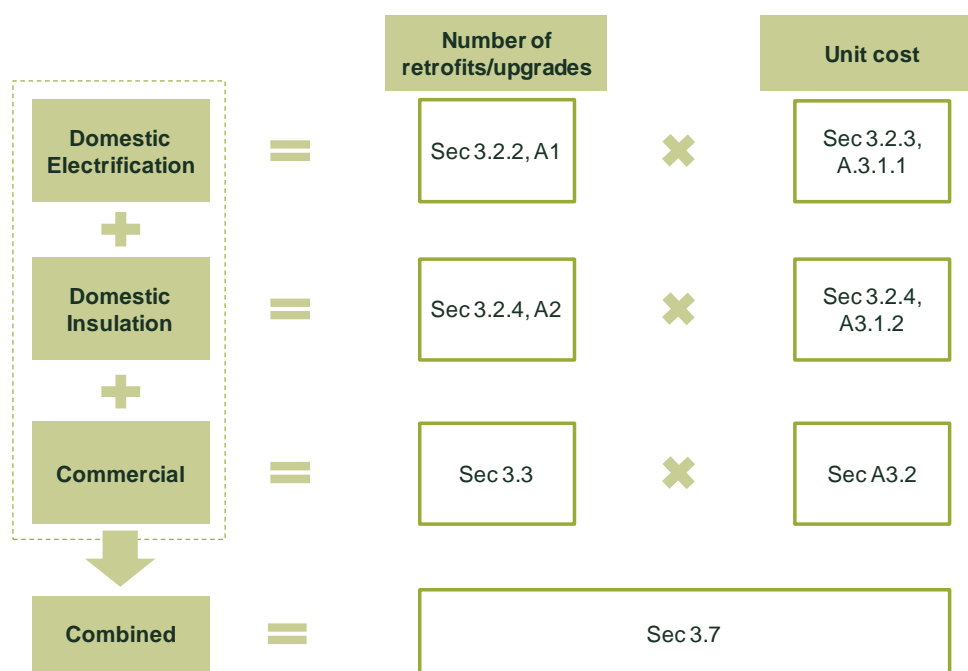 Number of
retrofits/upgrades
Unit cost
Domestic
Electrification
Sec 3.2.2, A1
Sec 3.2.3,
A.3.1.1
Domestic
Insulation
Sec 3.2.4, A2
Sec 3.2.4,
A3.1.2
Commercial
Sec 3.3
Sec A3.2
Combined
Sec 3.7